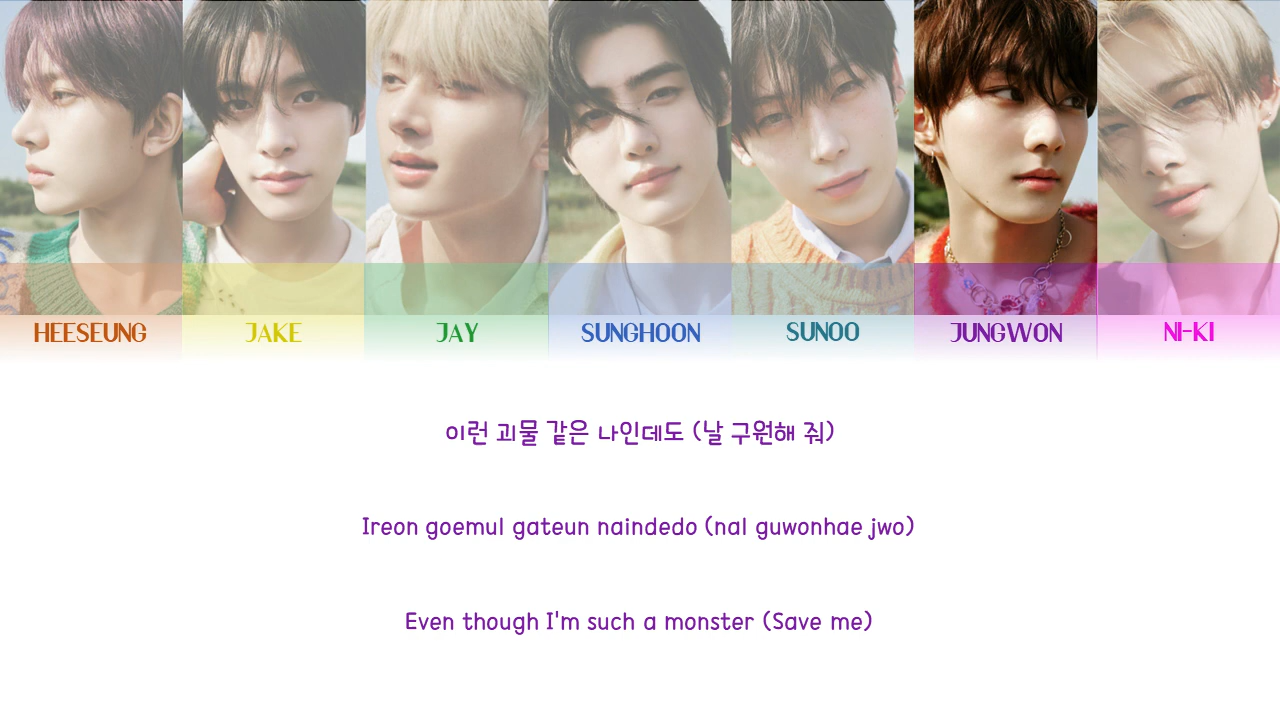 HEESEUNG JAKE JAY SUNGHOON SUNOO JUNGWON NI-KI
이런 괴물 같은 나인데도 (날 구원해 줘)
Ireon goemul gateun naindedo (nal guwonhae jwo)
Even though I'm such a monster (Save me)